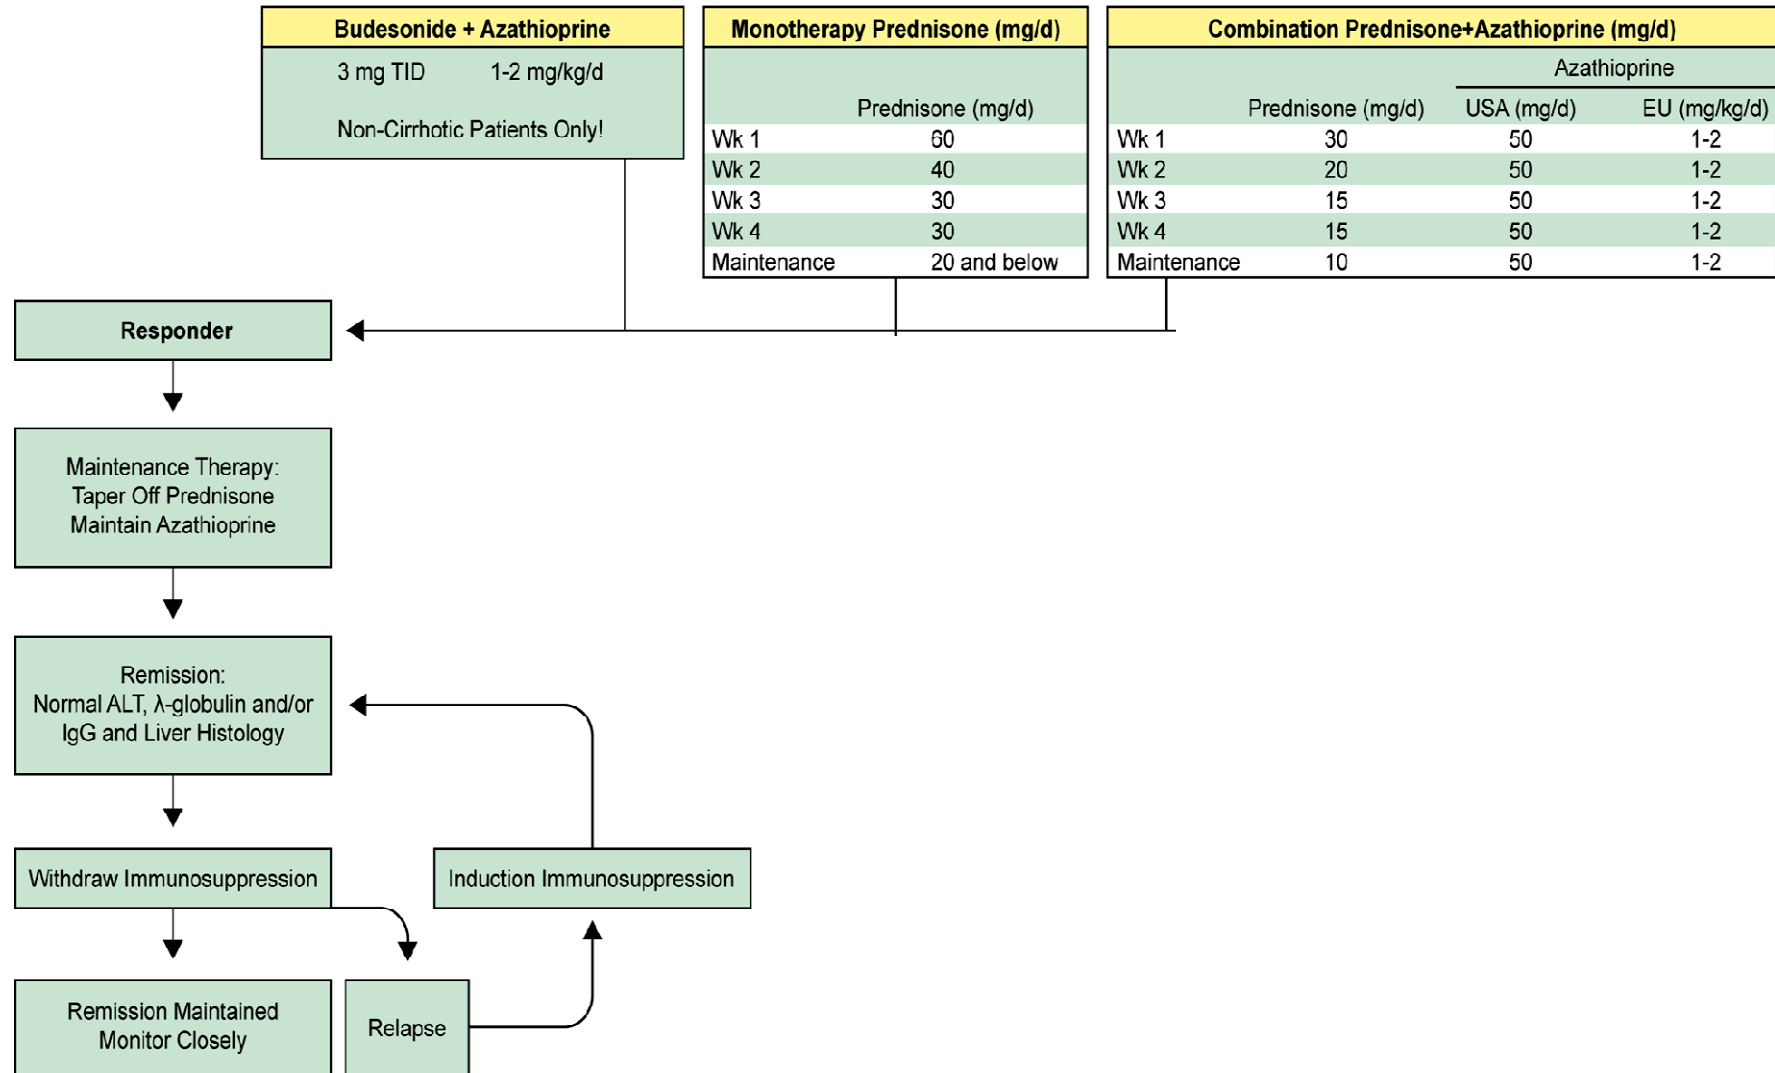 Budesonide + Azathioprine
3 mg TID 1-2 mg/kg/d
Non-Cirrhotic Patients Only!
Monotherapy Prednisone (mg/d)
Prednisone (mg/d)
Wk 1 60
Wk 2 40
Wk 3 30
Wk 4 30
Maintenance 20 and below
Combination Prednisone+Azathioprine (mg/d)
Azathioprine
Prednisone (mg/d) USA (mg/d) EU (mg/kg/d)
Wk 1 30 50 1-2
Wk 2 20 50 1-2
Wk 3 15 50 1-2
Wk 4 15 50 1-2
Maintenance 10 50 1-2
Responder
Maintenance Therapy:
Taper Off Prednisone
Maintain Azathioprine
Remission:
Normal ALT, λ-globulin and/or
IgG and Liver Histology
Withdraw Immunosuppression
Induction Immunosuppression
Remission Maintained
Monitor Closely
Relapse